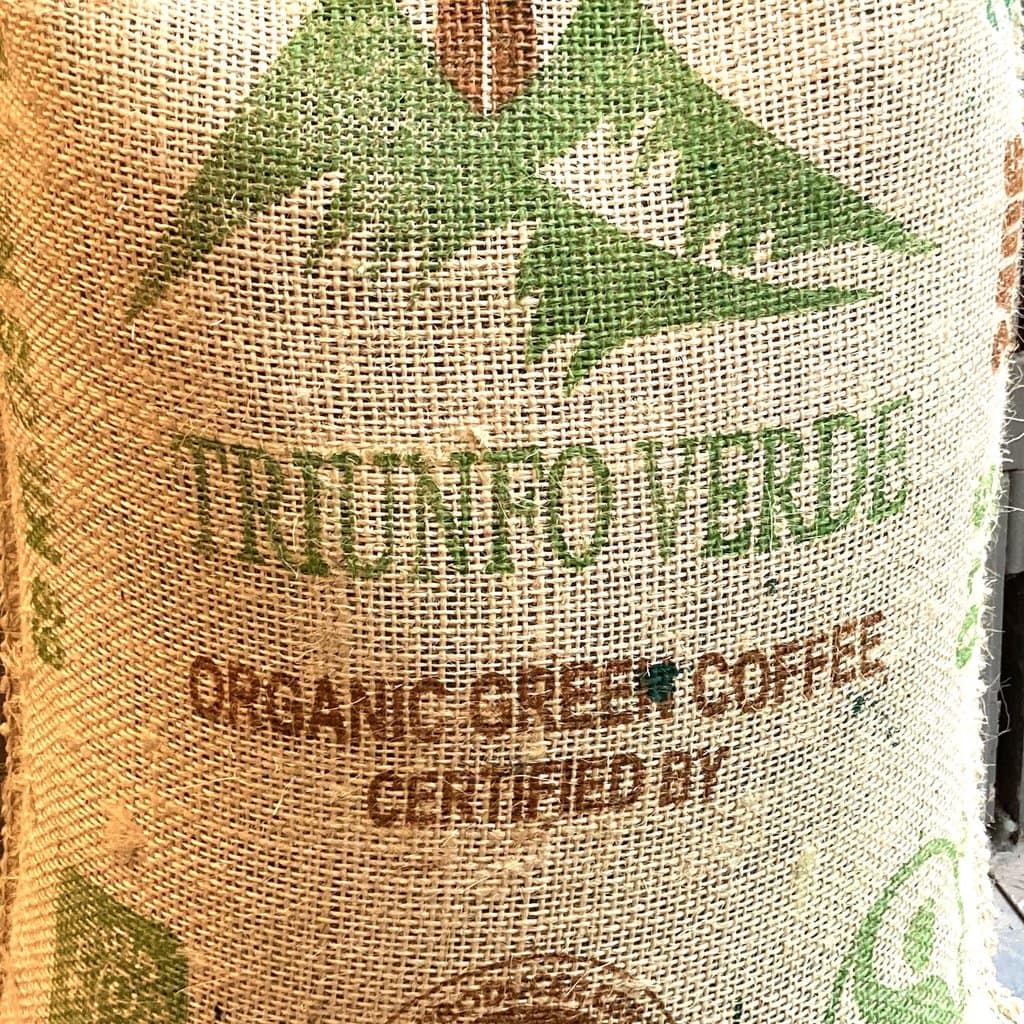 TRIUNFO VERDE
ORGANIC GREEN COFFEE
CERTIFIED BY